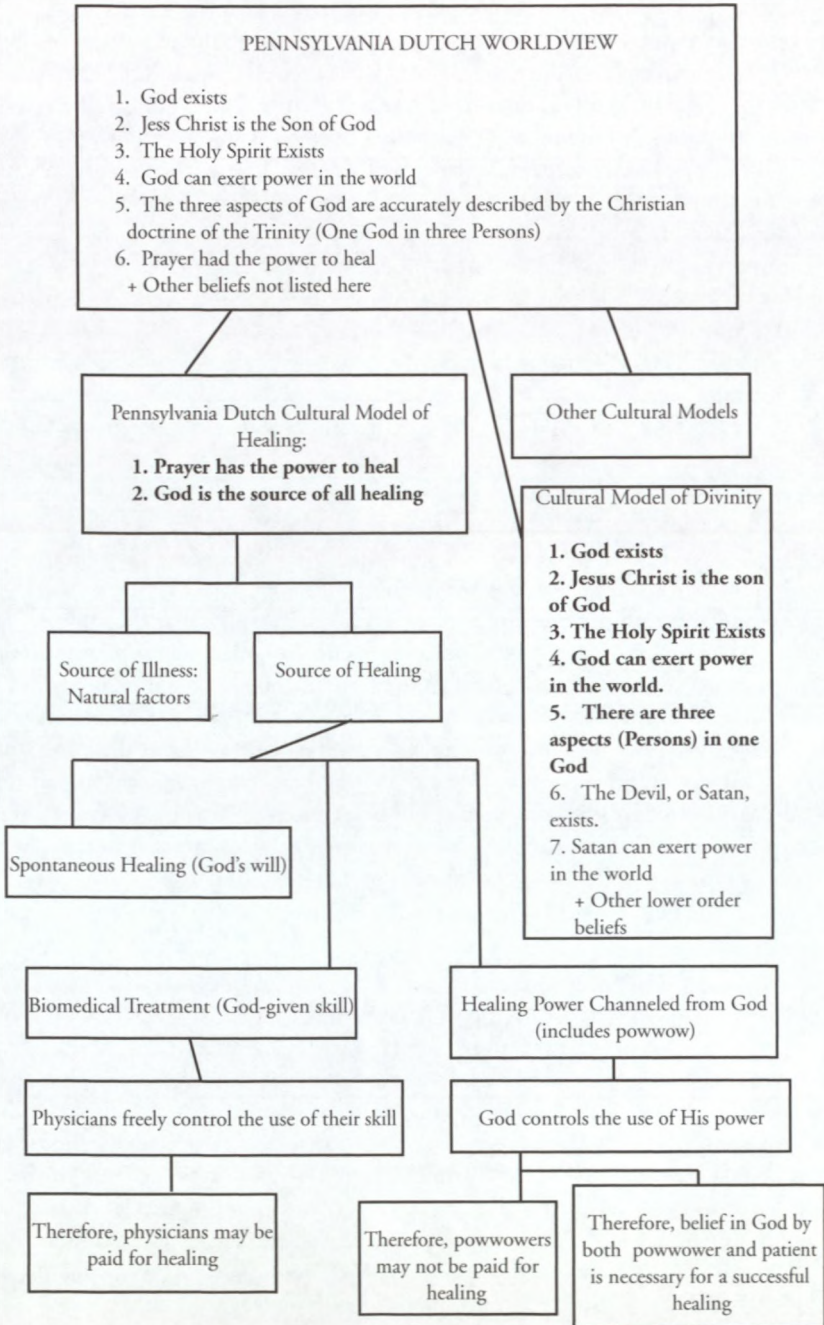 PENNSYLVANIA DUTCH WORLDVIEW
1. God exists
2. Jess Christ is the Son of God
3. The Holy Spirit Exists
4. God can exert power in the world
5. The three aspects of God are accurately described by the Christian
doctrine of the Trinity (One God in three Persons)
6. Prayer had the power to heal
+ Other beliefs not listed here
Pennsylvania Dutch Cultural Model of
Healing:
1. Prayer has the power to heal
2. God is the source of all healing
Other Cultural Models
Cultural Model of Divinity
1. God exists
2. Jesus Christ is the son
of God
3. The Holy Spirit Exists
4. God can exert power
in the world.
5. There are three
aspects (Persons) in one
God
6. The Devil, or Satan,
exists.
7. Satan can exert power
in the world
+ Other lower order
beliefs
Source of Illness:
Natural factors
Source of Healing
Spontaneous Healing (God's will)
Biomedical Treatment (God-given skill)
Healing Power Channeled from God
(includes powwow)
Physicians freely control the use of their skill
God controls the use of His power
Therefore, physicians may be
paid for healing
Therefore, powwowers
may not be paid for
healing
Therefore, belief in God by
both powwower and patient
is necessary for a successful
healing